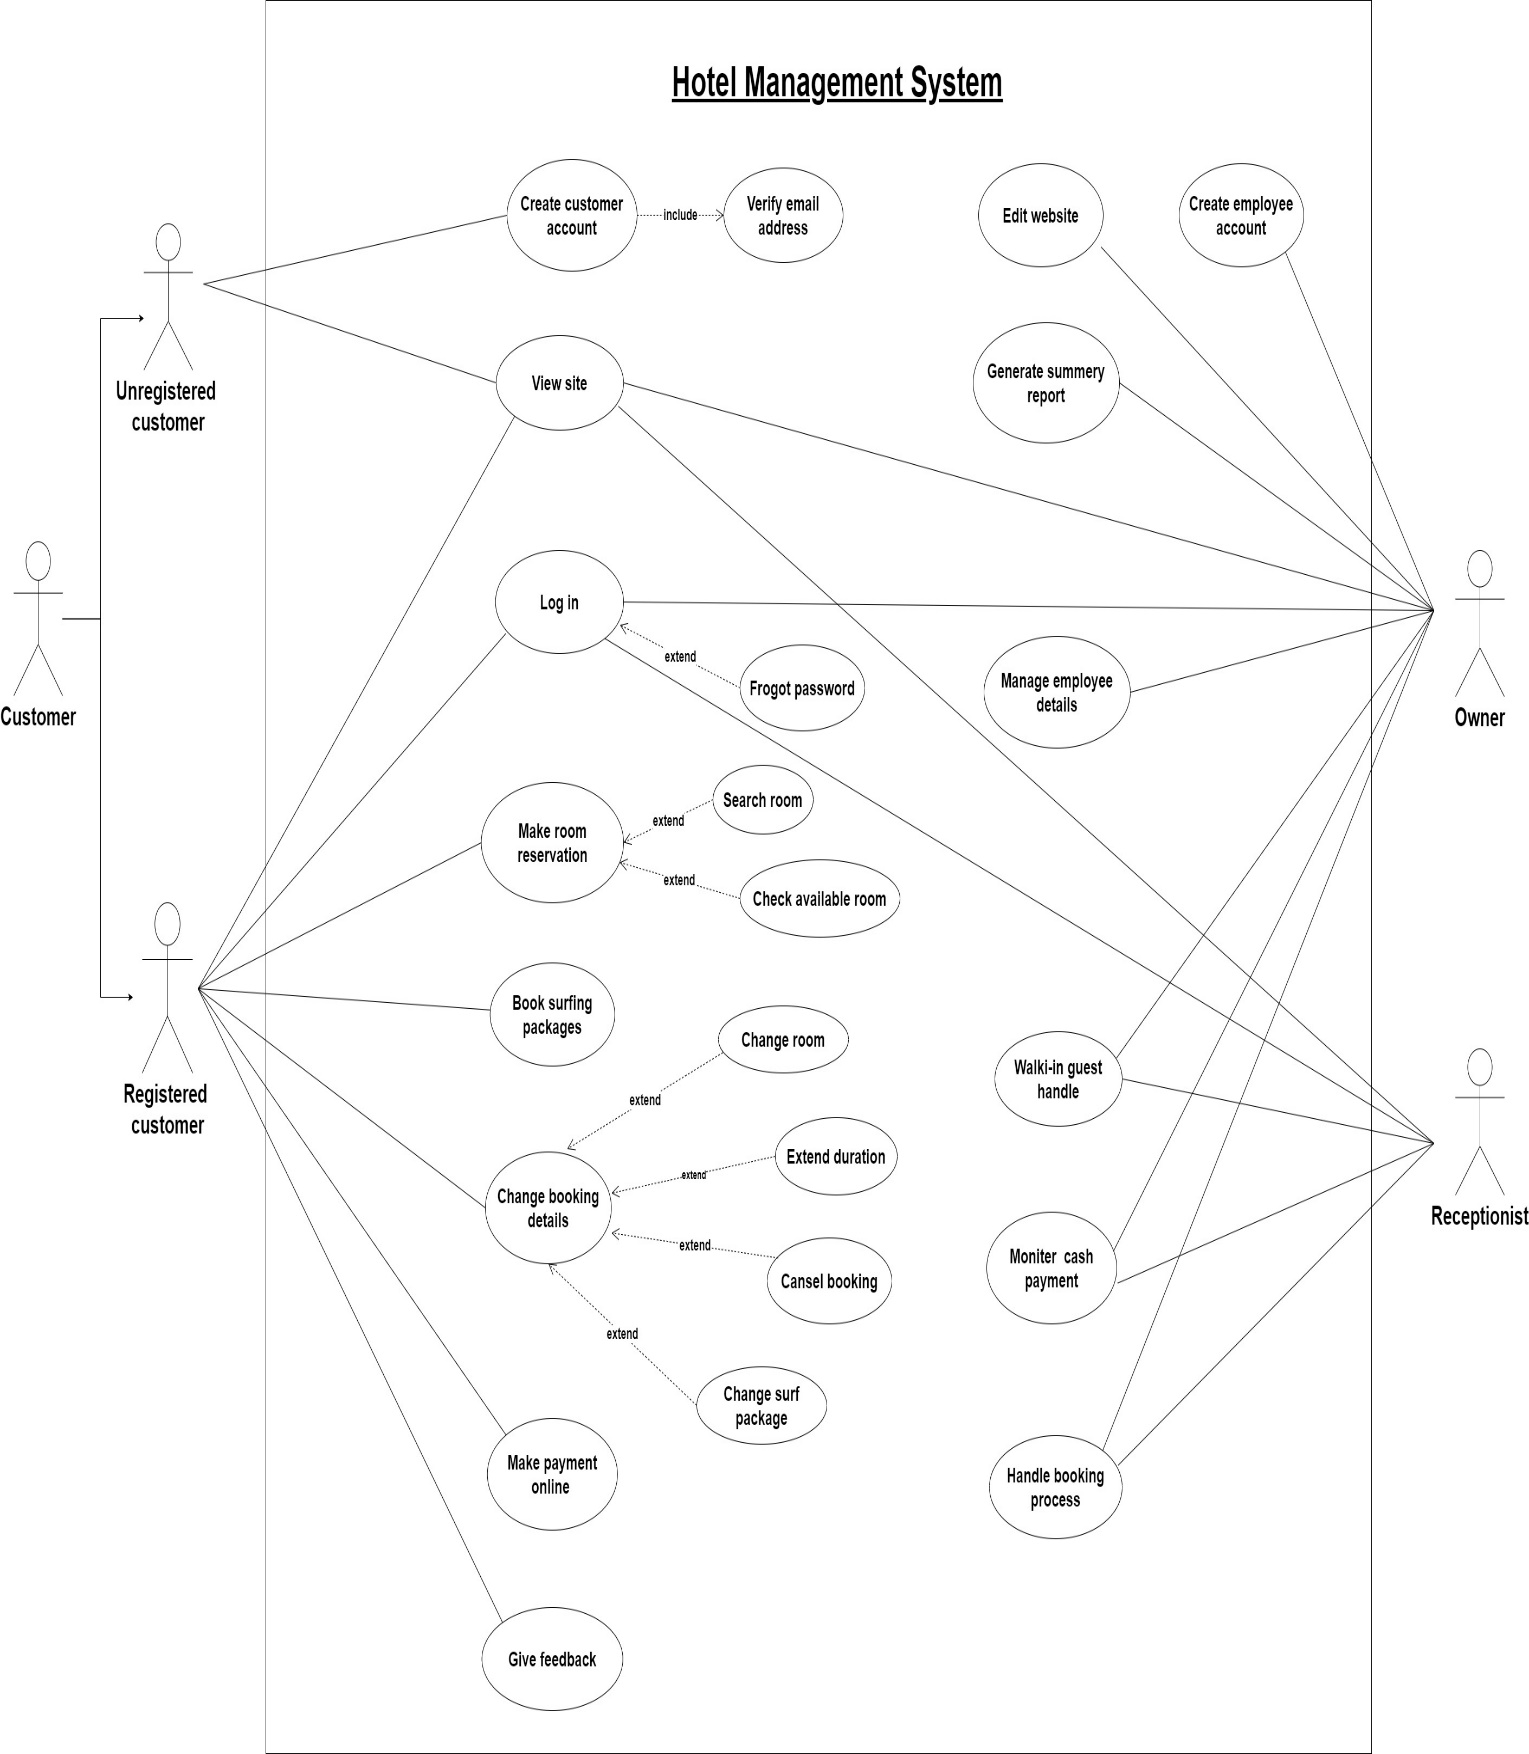 Hotel Management System
Create customer
account
include
Verify email
address
Edit website
Create employee
account
Unregistered
customer
View site
Generate summery
report
Log in
extend
Frogot password
Manage employee
details
Customer
Owner
Make room
reservation
extend
Search room
extend
Check available room
Registered
customer
Book surfing
packages
Change room
extend
Walki-in guest
handle
Change booking
details
extend
Extend duration
extend
Cansel booking
Receptionist
Moniter  cash
payment
extend
Change surf
package
Make payment
online
Handle booking
process
Give feedback